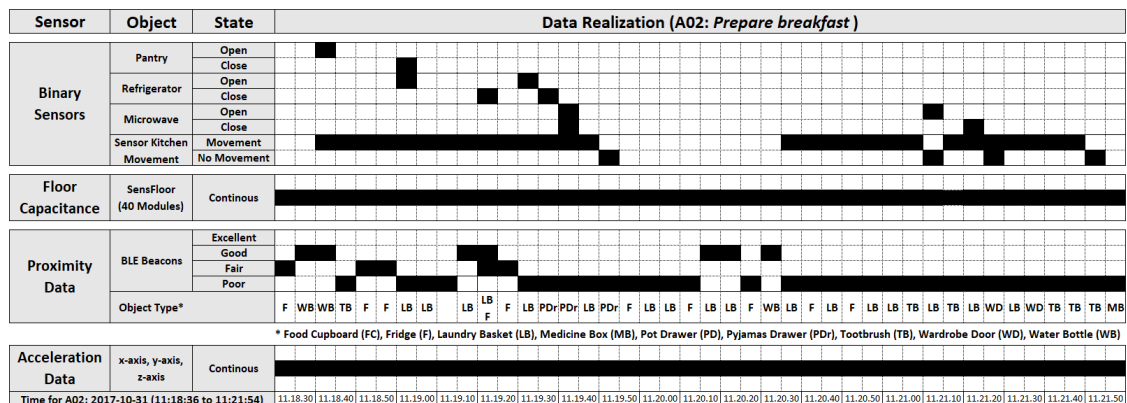 Sensor Object State Data Realization (A02: Prepare breakfast )
Binary Sensors
Pantry
Open
Close
Refrigerator
Open
Close
Microwave
Open
Close
Sensor Kitchen Movement
Movement
No Movement
Floor Capacitance
SensFloor
(40 Modules)
Continous
Proximity Data
BLE Beacons
Excellent
Good
Fair
Poor
Object Type* F WB WB TB F F LB LB LB LB F F LB PDr PDr LB F LB LB F LB LB F WB LB F LB LB LB LB TB LB TB LB WD LB WD TB TB TB MB
* Food Cupboard (FC), Fridge (F), Laundry Basket (LB), Medicine Box (MB), Pot Drawer (PD), Pyjamas Drawer (PDr), Tootbrush (TB), Wardrobe Door (WD), Water Bottle (WB)
Acceleration Data
x-axis, y-axis,
z-axis
Continous
Time for A02: 2017-10-31 (11:18:36 to 11:21:54) 11.18.30 11.18.40 11.18.50 11.19.00 11.19.10 11.19.20 11.19.30 11.19.40 11.19.50 11.20.00 11.20.10 11.20.20 11.20.30 11.20.40 11.20.50 11.21.00 11.21.10 11.21.20 11.21.30 11.21.40 11.21.50